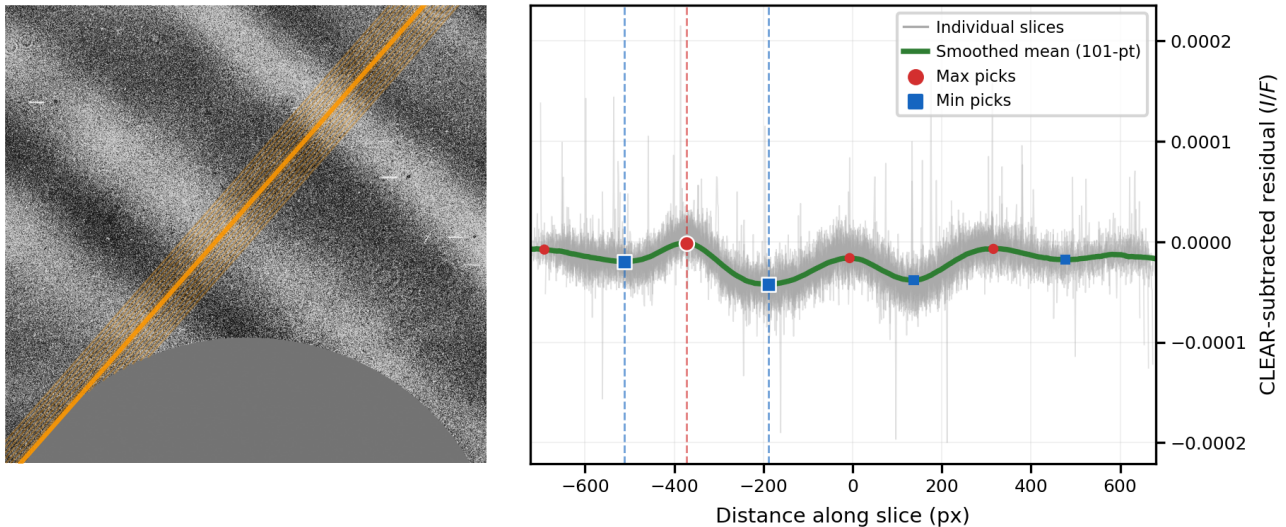 Individual slices
Smoothed mean (101-pt)
Max picks
Min picks
0.0002
0.0001
0.0000
−0.0001
−0.0002
CLEAR-subtracted residual (I/F)
−600
−400
−200
0
200
400
600
Distance along slice (px)